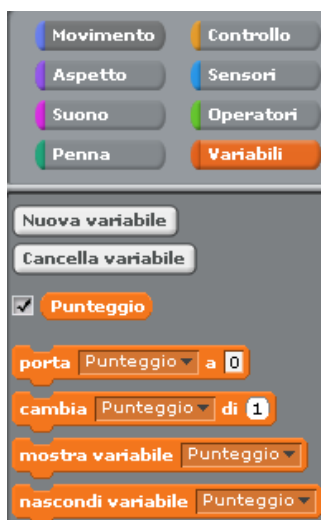 Movimento Controllo
Aspetto Sensori
Suono Operatori
Penna Variabili
Nuova variabile
Cancella variabile
Punteggio
porta Punteggio a 0
cambia Punteggio di 1
mostra variabile Punteggio
nascondi variabile Punteggio